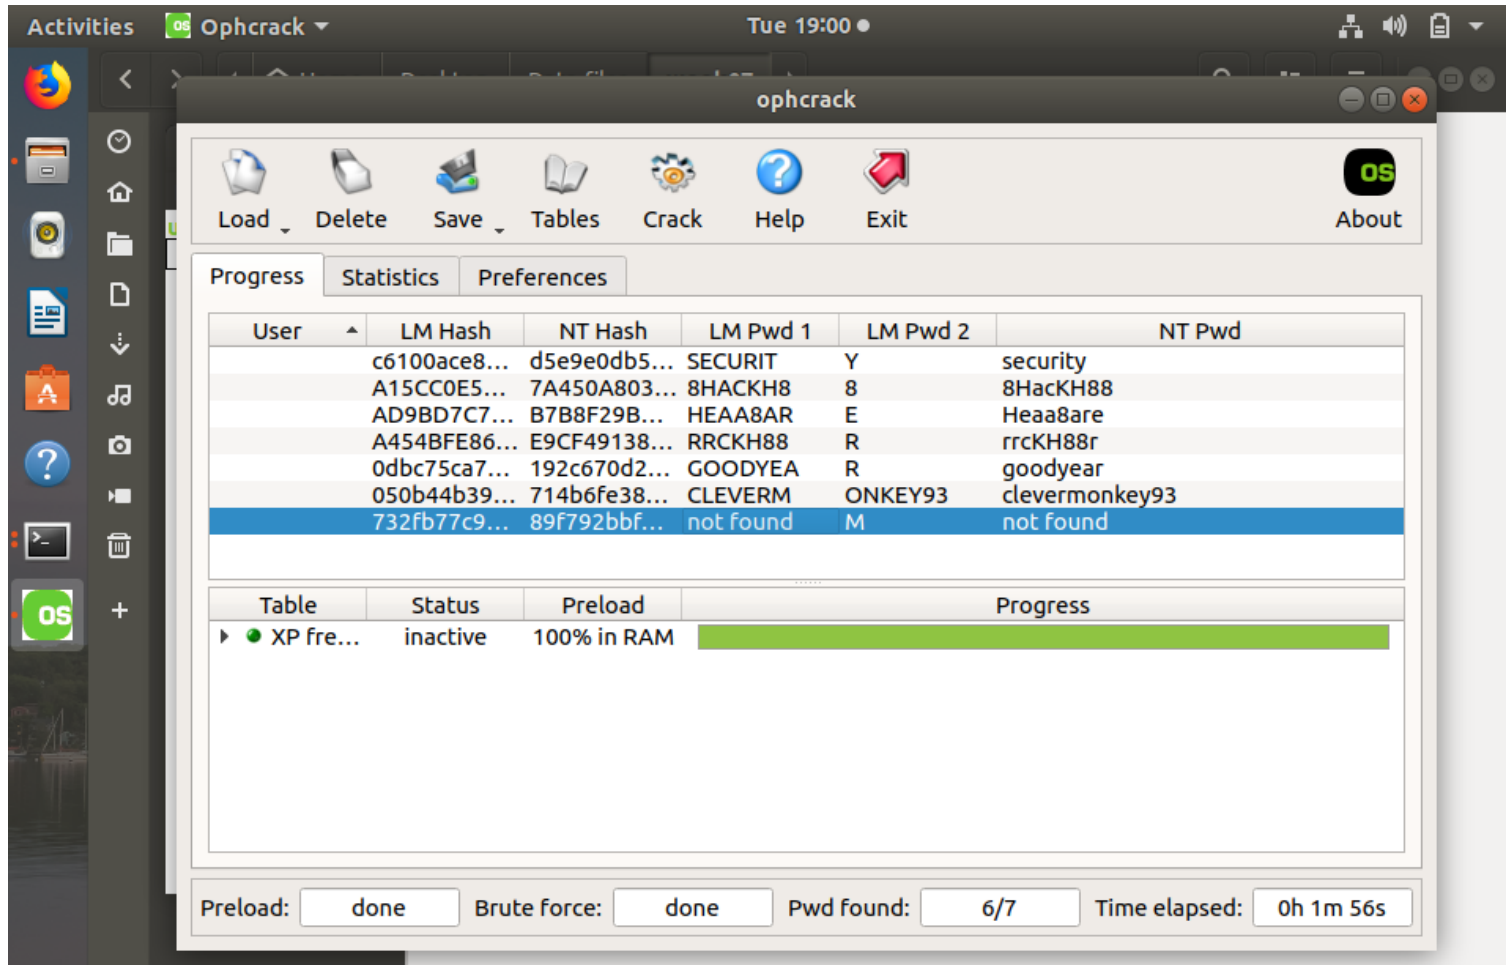 Activities Ophcrack Tue 19:00
ophcrack
OS
Load Delete Save Tables Crack Help Exit About
Progress Statistics Preferences
User LM Hash NT Hash LM Pwd 1 LM Pwd 2 NT Pwd
c6100ace8... d5e9e0db5... SECURIT Y security
A15CC0E5... 7A450A803... 8HACKH8 8 8HacKH88
AD9BD7C7... B7B8F29B... HEAA8AR E Heaa8are
A454BFE86... E9CF49138... RRCKH88 R rrcKH88r
0dbc75ca7... 192c670d2... GOODYEA R goodyear
050b44b39... 714b6fe38... CLEVERM ONKEY93 clevermonkey93
732fb77c9... 89f792bbf... not found M not found
Table Status Preload Progress
OS
XP fre... inactive 100% in RAM
Preload: done Brute force: done Pwd found: 6/7 Time elapsed: 0h 1m 56s